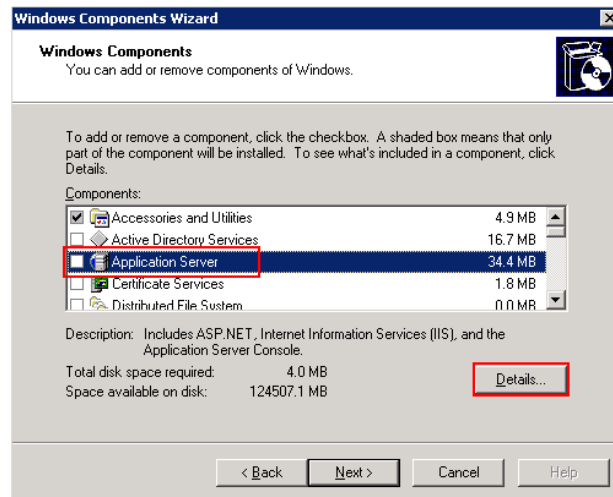 Windows Components Wizard
Windows Components
You can add or remove components of Windows.
To add or remove a component, click the checkbox. A shaded box means that only
part of the component will be installed. To see what's included in a component, click
Details.
Components:
Accessories and Utilities 4.9 MB
Active Directory Services 16.7 MB
Application Server 34.4 MB
Certificate Services 1.8 MB
Distributed File System 0.0 MB
Description: Includes ASP.NET, Internet Information Services (IIS), and the
Application Server Console.
Total disk space required: 4.0 MB
Space available on disk: 124507.1 MB
Details...
< Back Next > Cancel Help